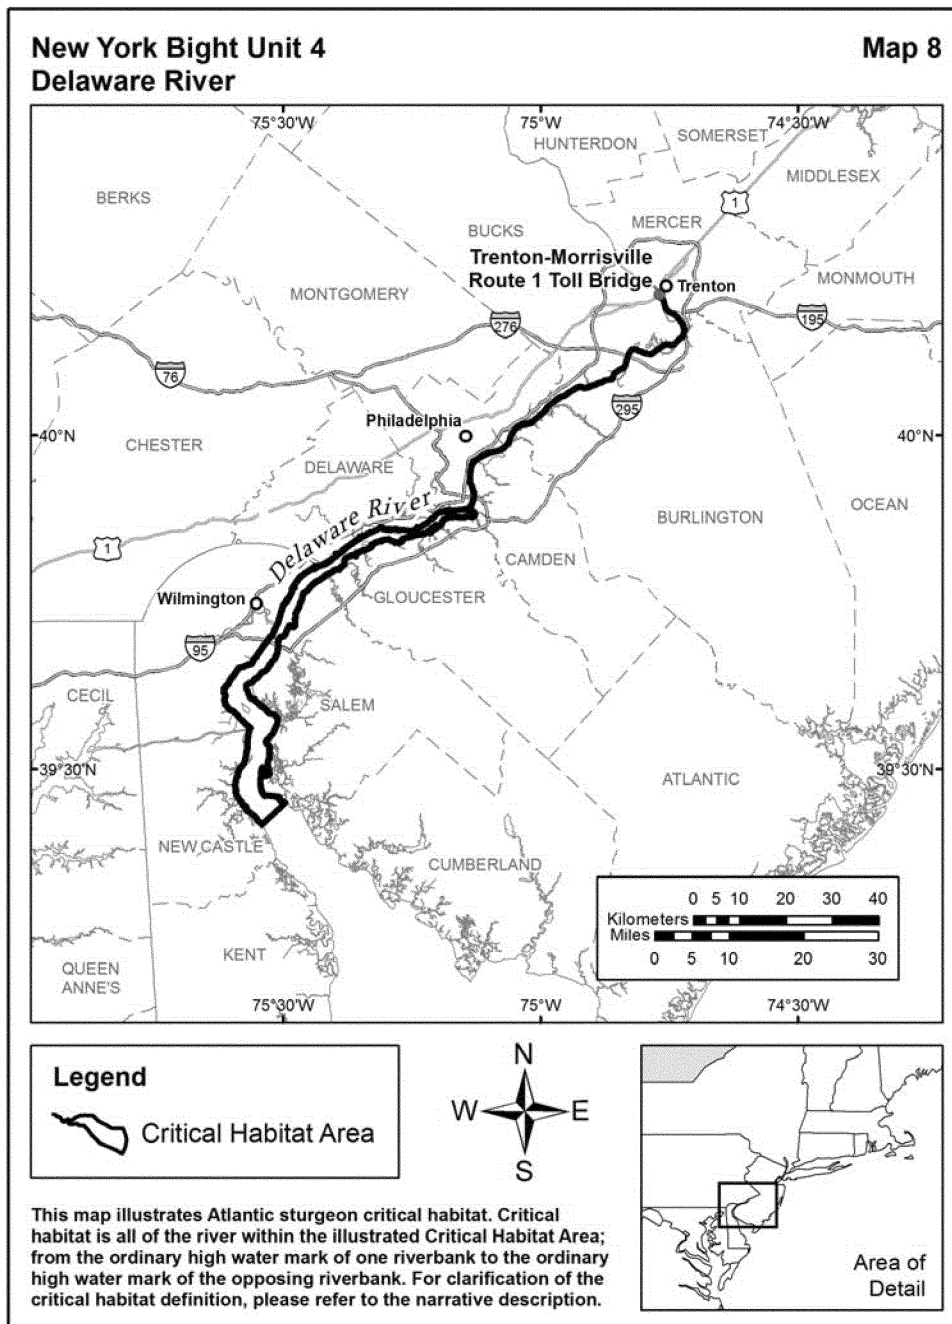 New York Bight Unit 4
Map 8
Delaware River
75°30'W
75°W
74°30'W
HUNTERDON
SOMERSET
MIDDLESEX
BERKS
1
BUCKS
MERCER
Trenton-Morrisville
Route 1 Toll Bridge
Trenton
MONMOUTH
MONTGOMERY
276
195
76
295
Philadelphia
40°N
40°N
CHESTER
DELAWARE
Delaware River
OCEAN
BURLINGTON
1
CAMDEN
Wilmington
GLOUCESTER
95
CECIL
SALEM
39°30'N
39°30'N
ATLANTIC
NEW CASTLE
CUMBERLAND
0 5 10 20 30 40
Kilometers
Miles
0 5 10 20 30
KENT
QUEEN
ANNE'S
75°30'W
75°W
74°30'W
Legend
Critical Habitat Area
N
W
E
S
This map illustrates Atlantic sturgeon critical habitat. Critical
habitat is all of the river within the illustrated Critical Habitat Area;
from the ordinary high water mark of one riverbank to the ordinary
high water mark of the opposing riverbank. For clarification of the
critical habitat definition, please refer to the narrative description.
Area of
Detail